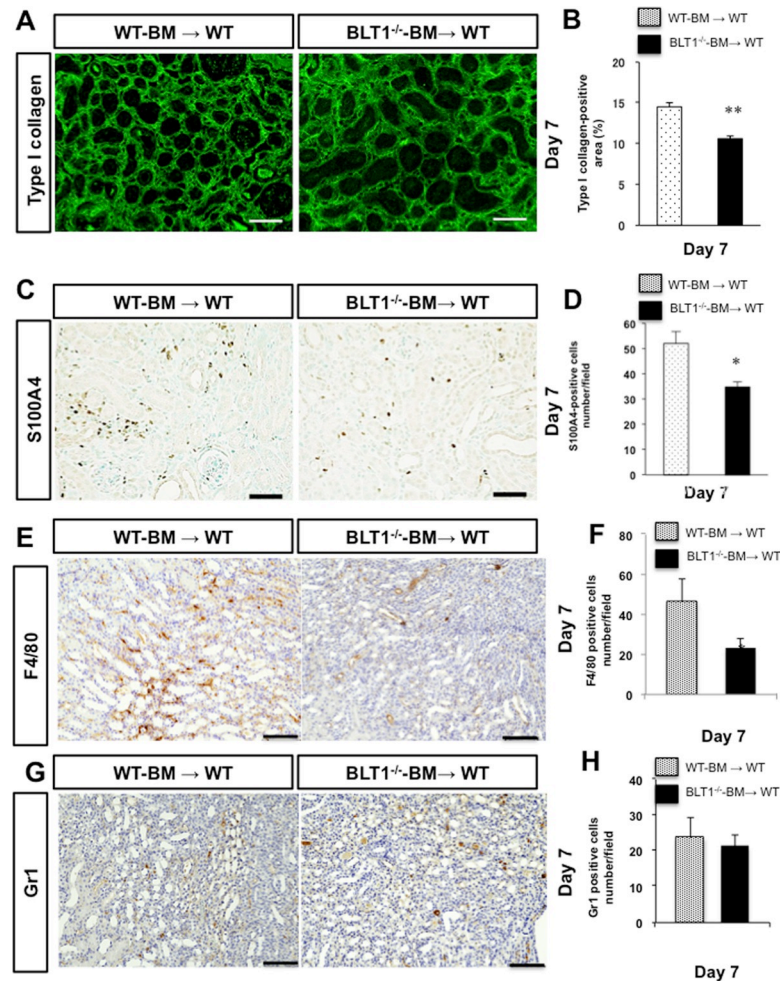 A
WT-BM → WT
BLT1-/--BM→ WT
Type I collagen
Day 7
B
WT-BM → WT
BLT1-/--BM→ WT
Type I collagen-positive
area (%)
20
15
10
5
0
**
Day 7
C
WT-BM → WT
BLT1-/--BM→ WT
S100A4
Day 7
D
WT-BM → WT
BLT1-/--BM→ WT
S100A4-positive cells
number/field
60
50
40
30
20
10
0
*
Day 7
E
WT-BM → WT
BLT1-/--BM→ WT
F4/80
Day 7
F
WT-BM → WT
BLT1-/--BM→ WT
F4/80 positive cells
number/field
80
60
40
20
0
Day 7
G
WT-BM → WT
BLT1-/--BM→ WT
Gr1
Day 7
H
WT-BM → WT
BLT1-/--BM→ WT
Gr1 positive cells
number/field
40
30
20
10
0
Day 7